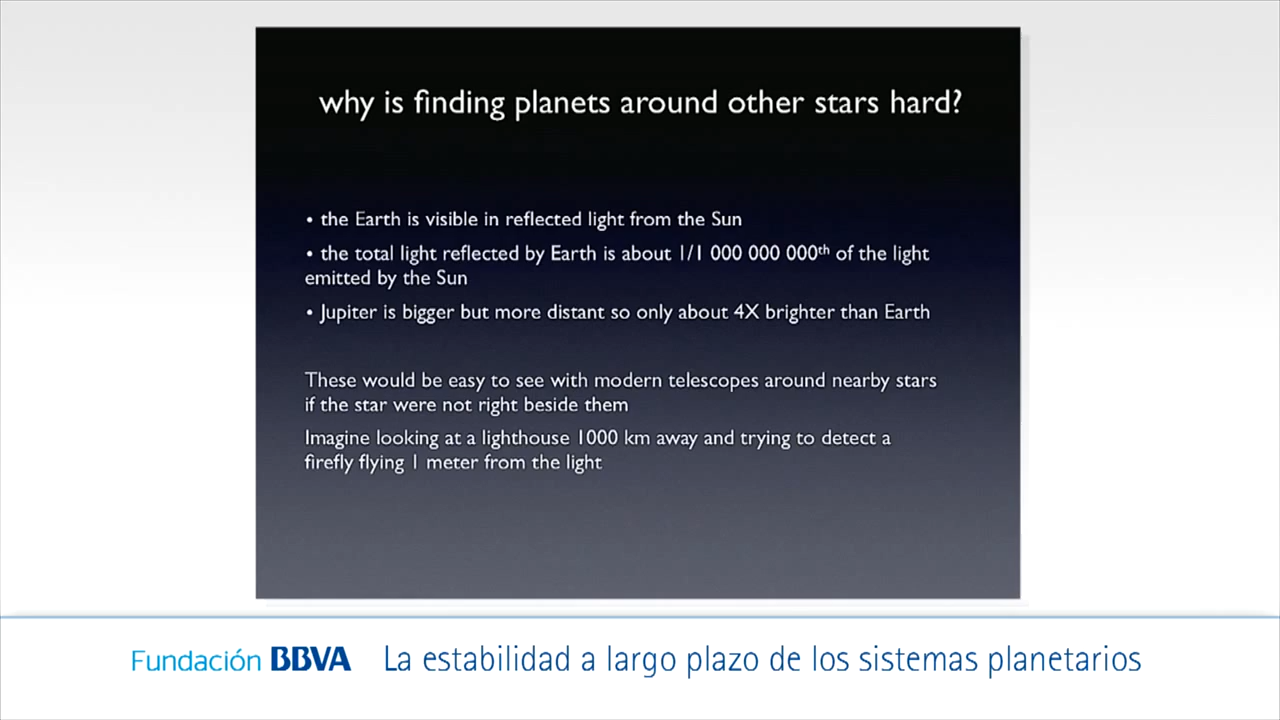 why is finding planets around other stars hard?
• the Earth is visible in reflected light from the Sun
• the total light reflected by Earth is about 1/1 000 000 000th of the light
emitted by the Sun
• Jupiter is bigger but more distant so only about 4X brighter than Earth
These would be easy to see with modern telescopes around nearby stars
if the star were not right beside them
Imagine looking at a lighthouse 1000 km away and trying to detect a
firefly flying 1 meter from the light
Fundación BBVA La estabilidad a largo plazo de los sistemas planetarios